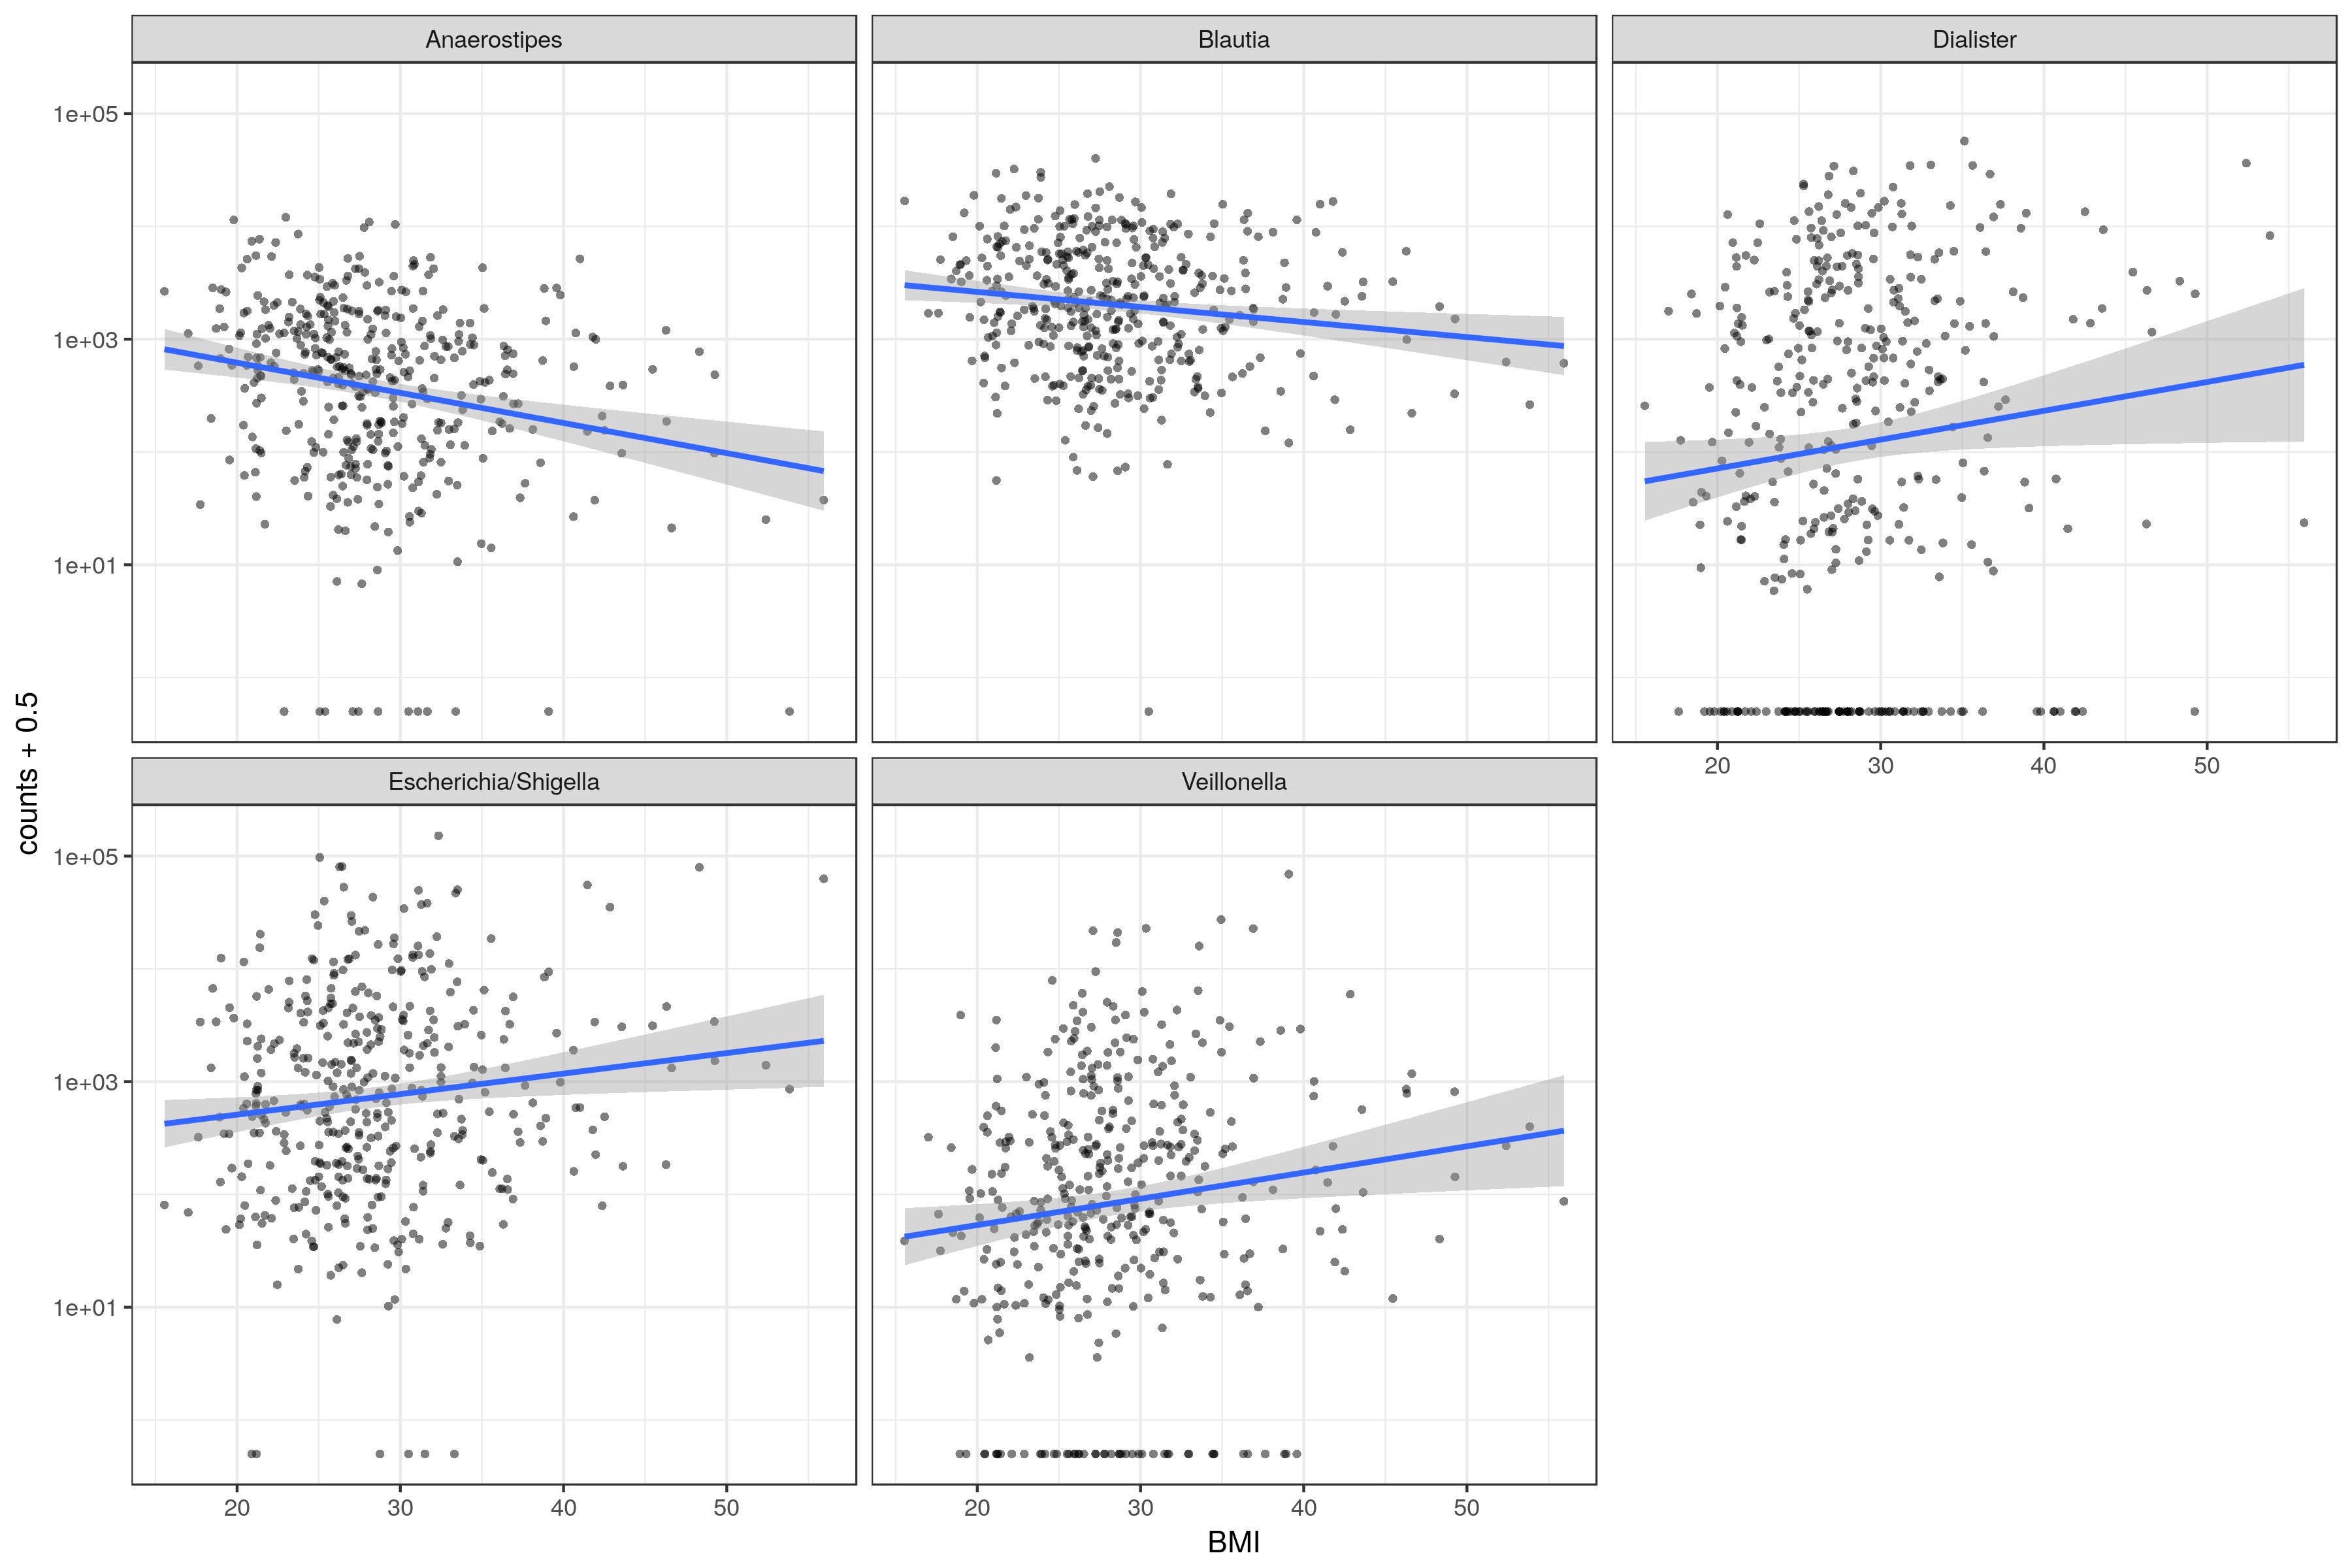 Anaerostipes
Blautia
Dialister
1e+05
1e+03
1e+01
20 30 40 50
Escherichia/Shigella
Veillonella
1e+05
1e+03
1e+01
20 30 40 50
20 30 40 50
counts + 0.5
BMI